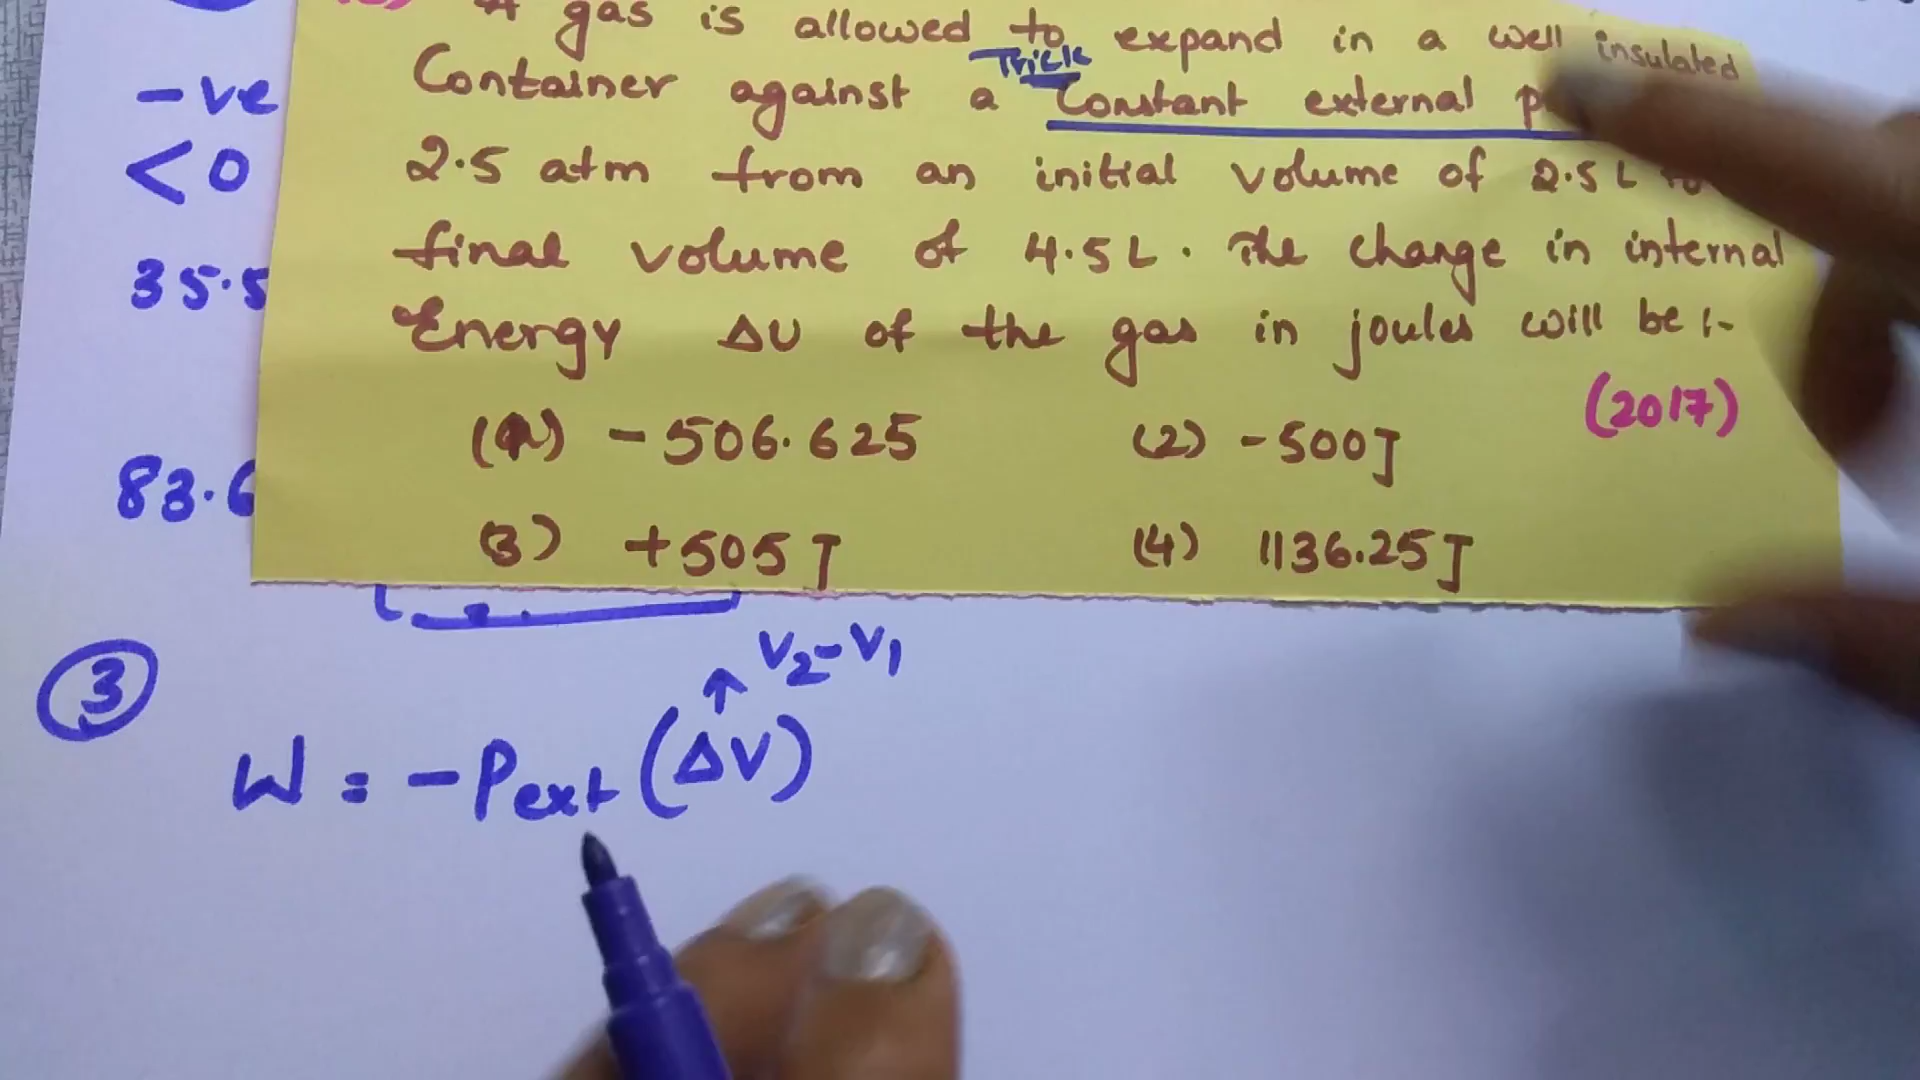 A gas is allowed to expand in a well insulated
Trick
Container against a Constant external
2.5 atm from an initial volume of 2.5 L to
final volume of 4.5 L. The change in internal
Energy ΔU of the gas in joules will be :-
(2017)
(1) -506.625 (2) -500J
(3) +505 J (4) 1136.25 J
-ve
<0
35.5
83.6
3
V2-V1
↑
W = -Pext (ΔV)